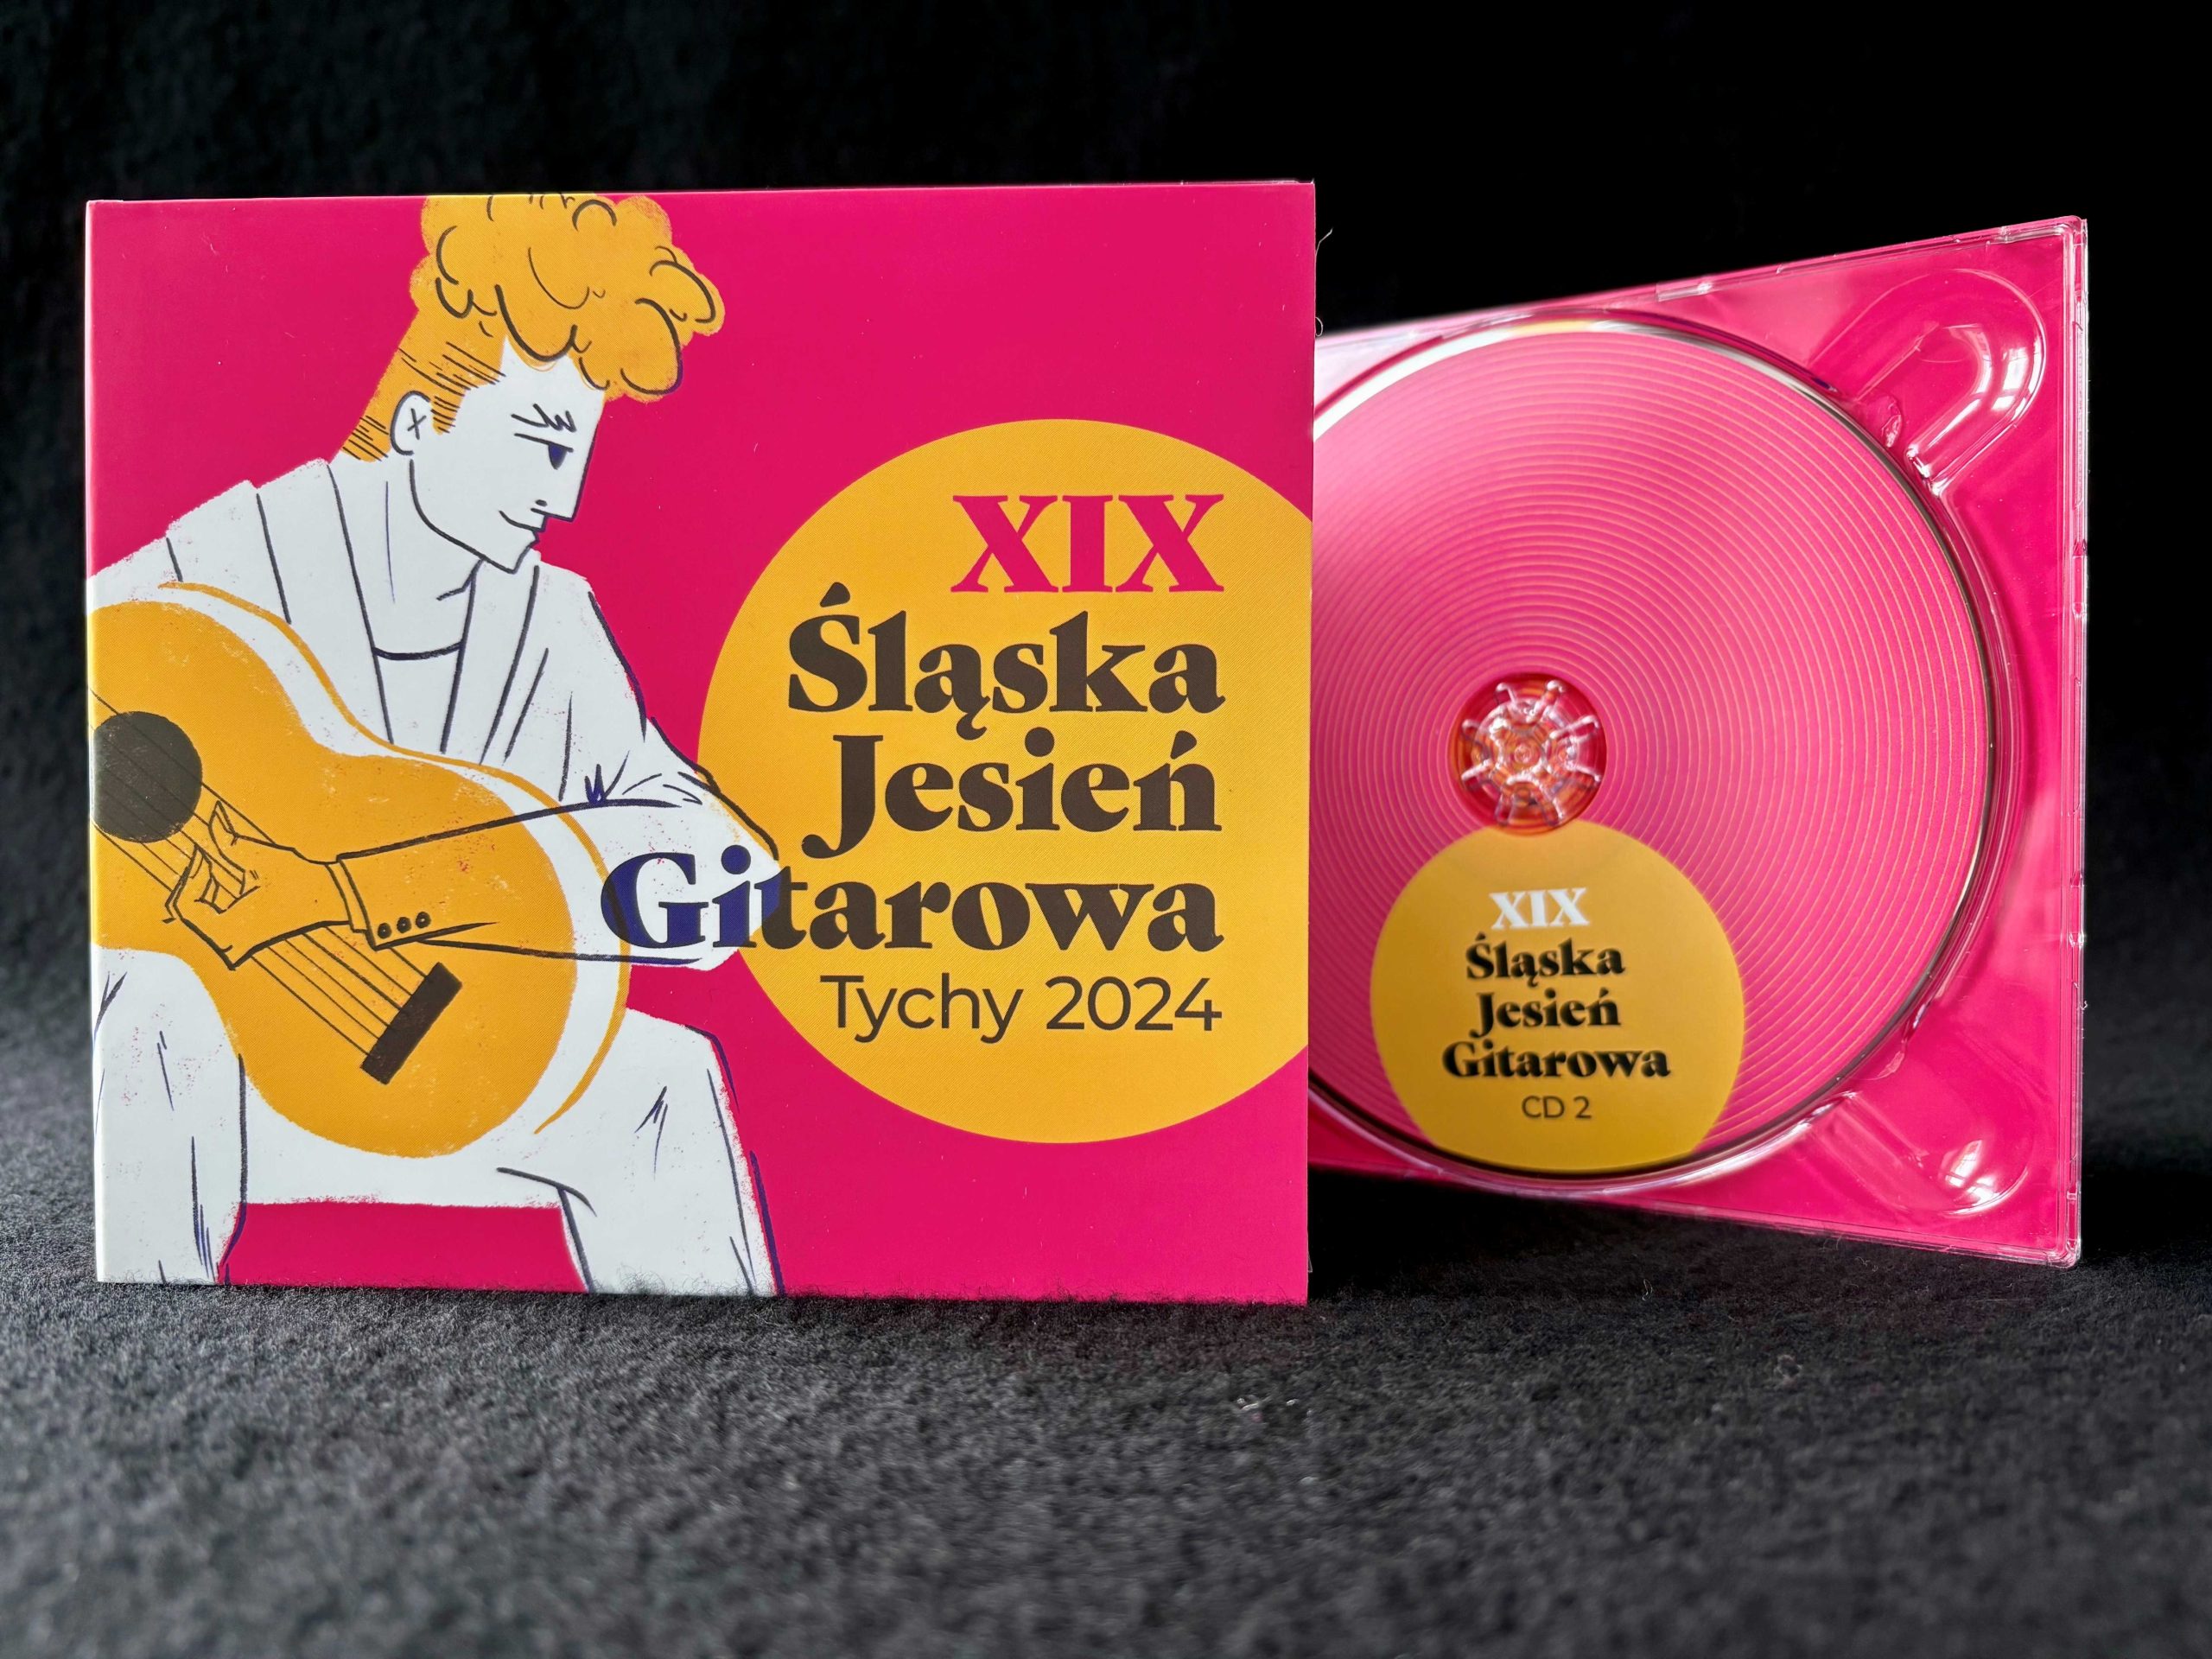 XIX
Śląska
Jesień
Gitarowa
Tychy 2024
XIX
Śląska
Jesień
Gitarowa
CD 2